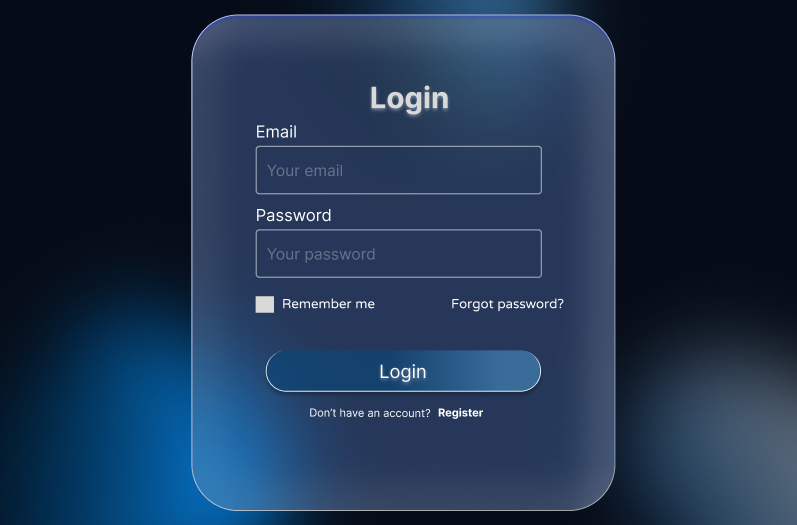 Login
Email
Your email
Password
Your password
Remember me Forgot password?
Login
Don't have an account? Register